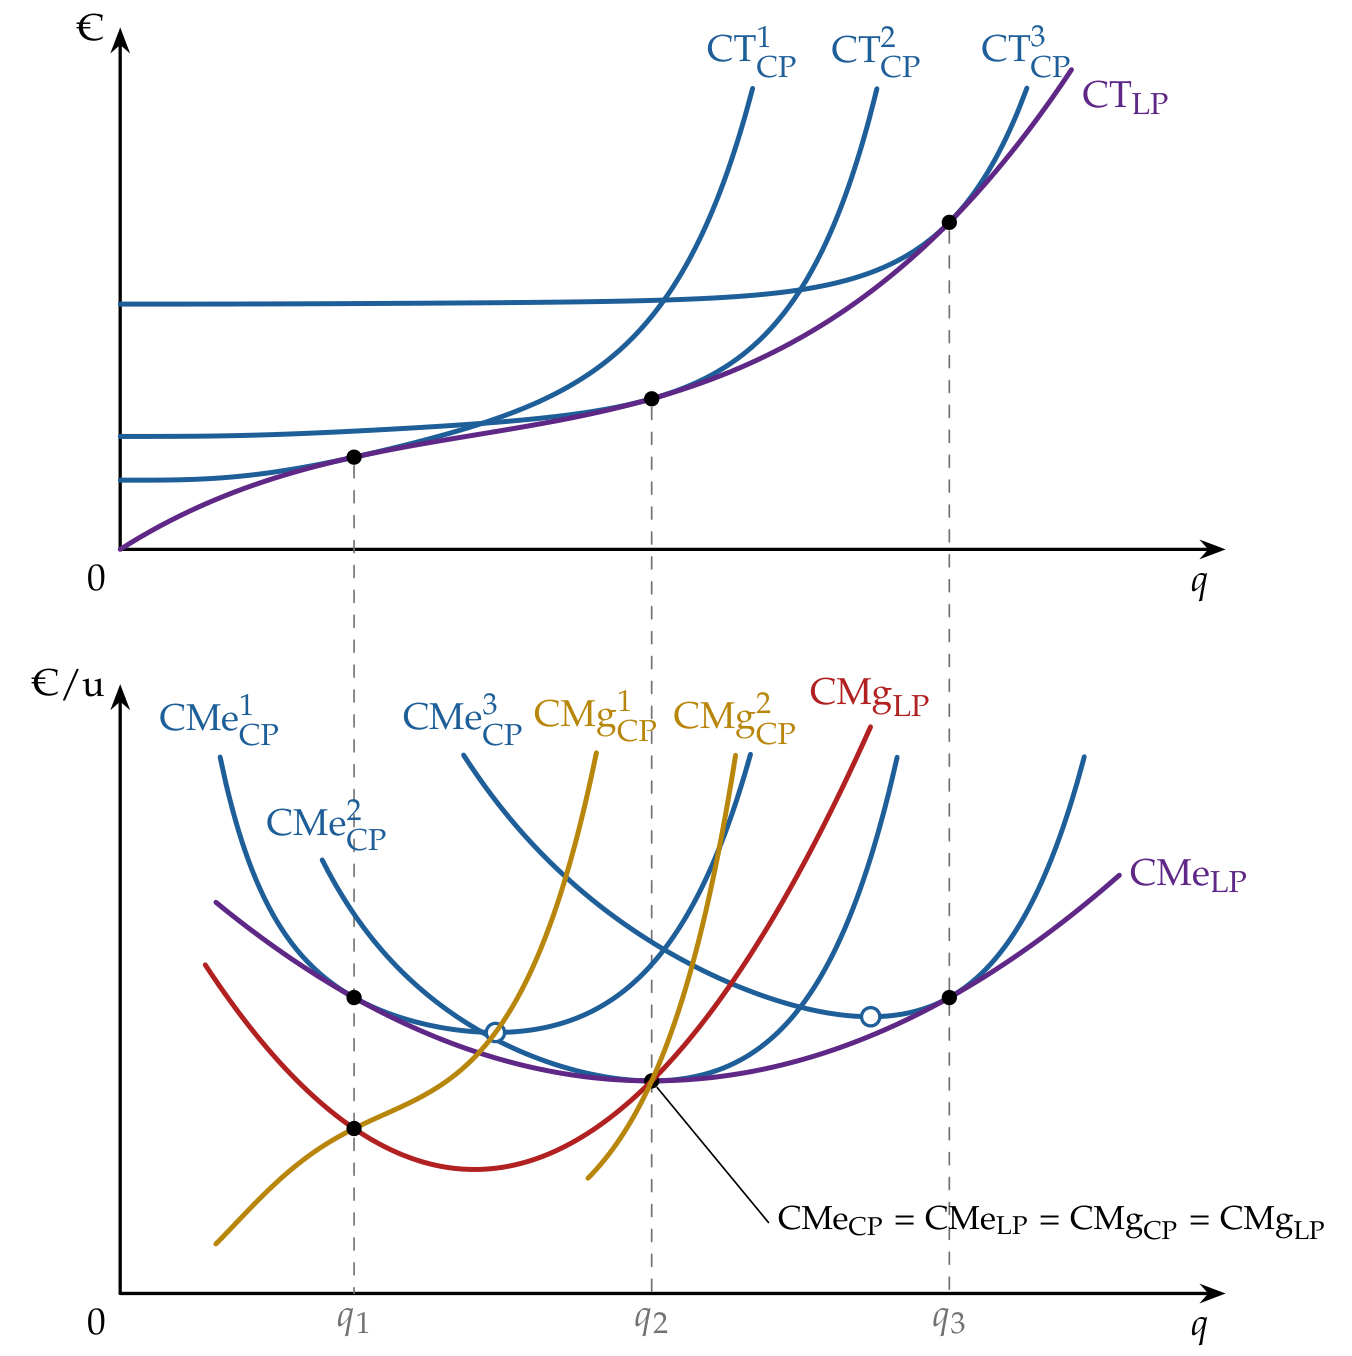 €
CT¹CP
CT²CP
CT³CP
CTLP
0
q
€/u
CMe¹CP
CMe³CP
CMg¹CP
CMg²CP
CMgLP
CMe²CP
CMeLP
CMeCP = CMeLP = CMgCP = CMgLP
0
q1
q2
q3
q